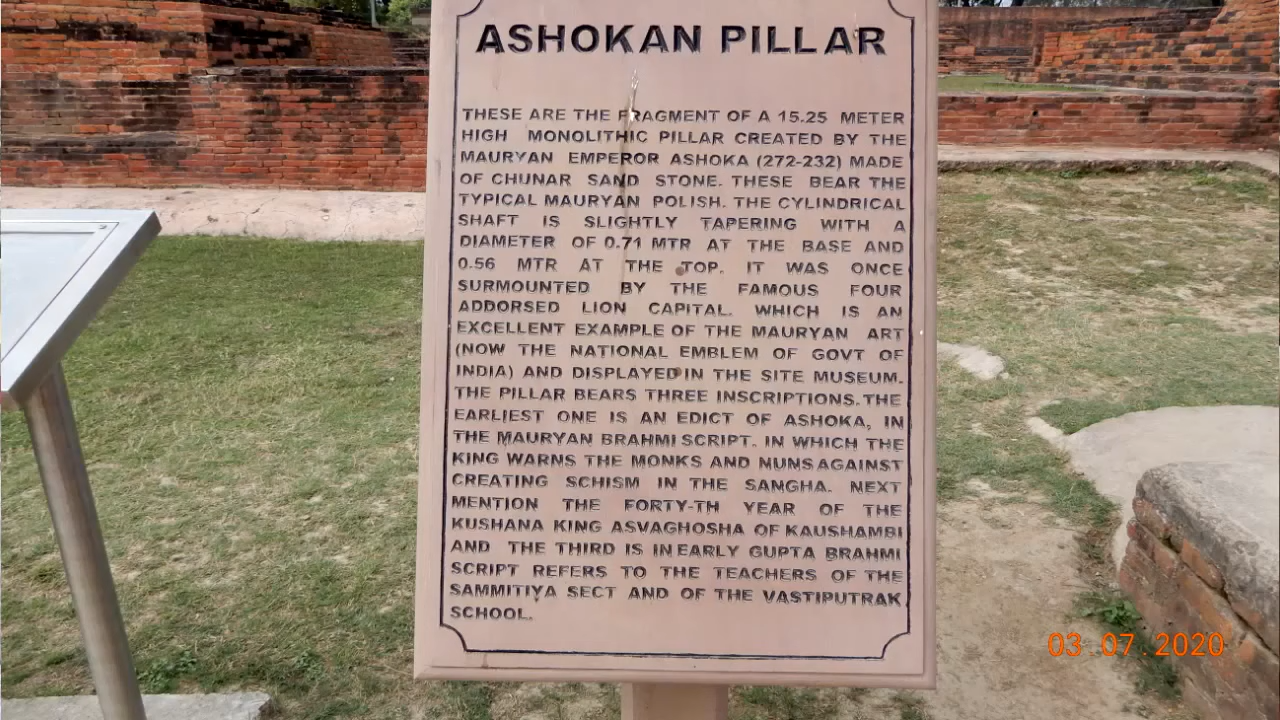 ASHOKAN PILLAR
THESE ARE THE FRAGMENT OF A 15.25 METER
HIGH MONOLITHIC PILLAR CREATED BY THE
MAURYAN EMPEROR ASHOKA (272-232) MADE
OF CHUNAR SAND STONE. THESE BEAR THE
TYPICAL MAURYAN POLISH. THE CYLINDRICAL
SHAFT IS SLIGHTLY TAPERING WITH A
DIAMETER OF 0.71 MTR AT THE BASE AND
0.56 MTR AT THE TOP. IT WAS ONCE
SURMOUNTED BY THE FAMOUS FOUR
ADDORSED LION CAPITAL. WHICH IS AN
EXCELLENT EXAMPLE OF THE MAURYAN ART
(NOW THE NATIONAL EMBLEM OF GOVT OF
INDIA) AND DISPLAYED IN THE SITE MUSEUM.
THE PILLAR BEARS THREE INSCRIPTIONS. THE
EARLIEST ONE IS AN EDICT OF ASHOKA, IN
THE MAURYAN BRAHMI SCRIPT. IN WHICH THE
KING WARNS THE MONKS AND NUNS AGAINST
CREATING SCHISM IN THE SANGHA. NEXT
MENTION THE FORTY-TH YEAR OF THE
KUSHANA KING ASVAGHOSHA OF KAUSHAMBI
AND THE THIRD IS IN EARLY GUPTA BRAHMI
SCRIPT REFERS TO THE TEACHERS OF THE
SAMMITIYA SECT AND OF THE VASTIPUTRAK
SCHOOL.
03.07.2020